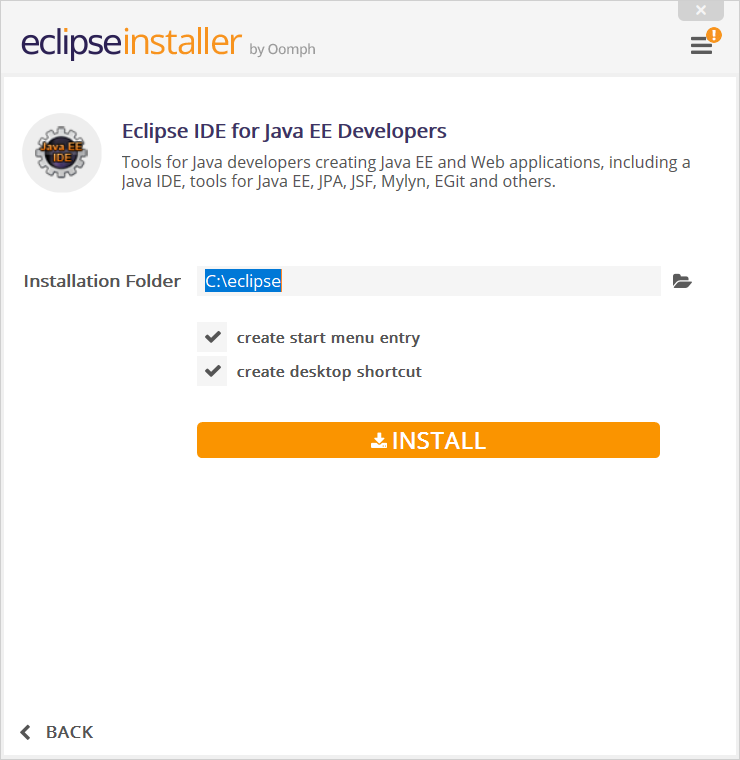 eclipseinstaller by Oomph
!
Java EE
IDE
Eclipse IDE for Java EE Developers
Tools for Java developers creating Java EE and Web applications, including a
Java IDE, tools for Java EE, JPA, JSF, Mylyn, EGit and others.
Installation Folder C:\eclipse
create start menu entry
create desktop shortcut
INSTALL
BACK